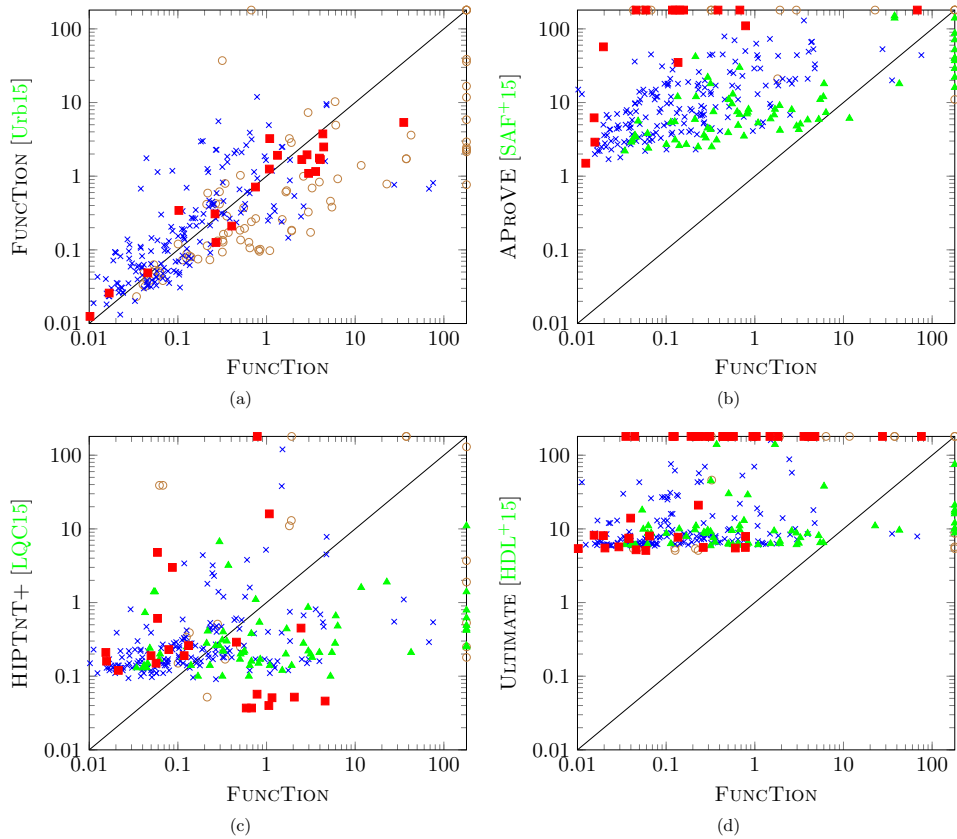 100
10
1
0.1
0.01
0.01 0.1 1 10 100
FUNCTION [Urb15]
FUNCTION
(a)
100
10
1
0.1
0.01
0.01 0.1 1 10 100
APROVE [SAF+15]
FUNCTION
(b)
100
10
1
0.1
0.01
0.01 0.1 1 10 100
HIPTNT+ [LQC15]
FUNCTION
(c)
100
10
1
0.1
0.01
0.01 0.1 1 10 100
ULTIMATE [HDL+15]
FUNCTION
(d)